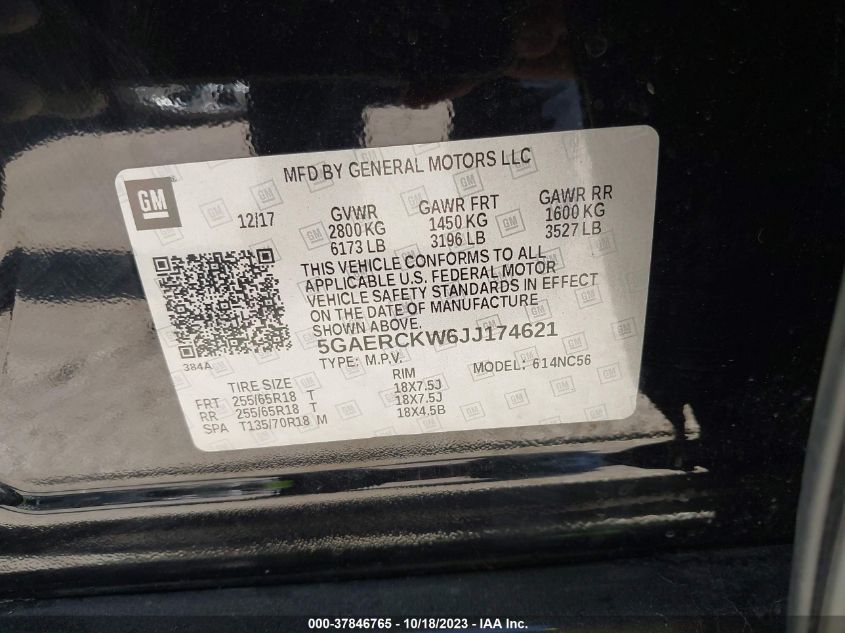 MFD BY GENERAL MOTORS LLC
GM
12/17
GVWR GAWR FRT GAWR RR
2800 KG 1450 KG 1600 KG
6173 LB 3196 LB 3527 LB
THIS VEHICLE CONFORMS TO ALL
APPLICABLE U.S. FEDERAL MOTOR
VEHICLE SAFETY STANDARDS IN EFFECT
ON THE DATE OF MANUFACTURE
SHOWN ABOVE.
5GAERCKW6JJ174621
384A
TYPE: M.P.V. MODEL: 614NC56
TIRE SIZE RIM
FRT 255/65R18 T 18X7.5J
RR 255/65R18 T 18X7.5J
SPA T135/70R18 M 18X4.5B
000-37846765 - 10/18/2023 - IAA Holdings, LLC.